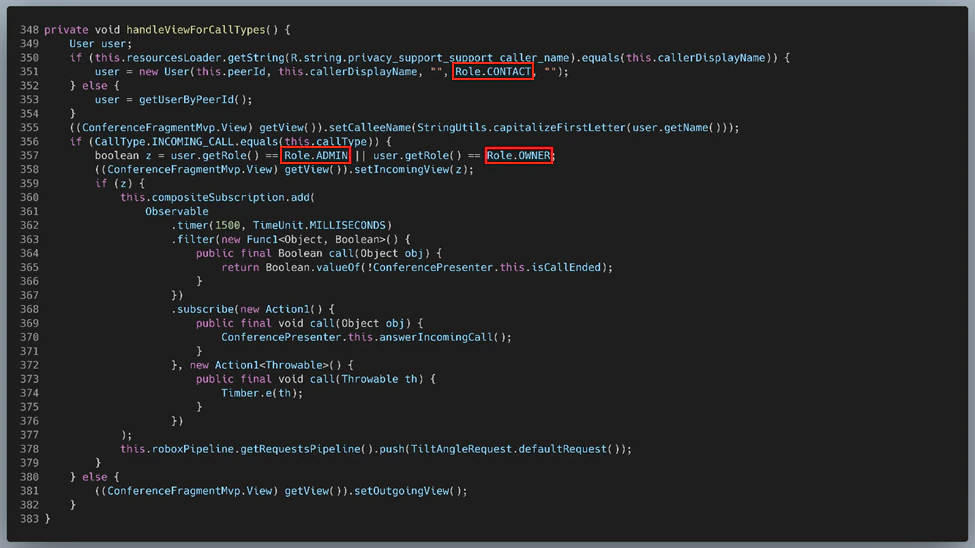 348 private void handleViewForCallTypes() {
349     User user;
350     if (this.resourcesLoader.getString(R.string.privacy_support_support_caller_name).equals(this.callerDisplayName)) {
351         user = new User(this.peerId, this.callerDisplayName, "", Role.CONTACT, "");
352     } else {
353         user = getUserByPeerId();
354     }
355     ((ConferenceFragmentMvp.View) getView()).setCalleeName(StringUtils.capitalizeFirstLetter(user.getName()));
356     if (CallType.INCOMING_CALL.equals(this.callType)) {
357         boolean z = user.getRole() == Role.ADMIN || user.getRole() == Role.OWNER;
358         ((ConferenceFragmentMvp.View) getView()).setIncomingView(z);
359         if (z) {
360             this.compositeSubscription.add(
361                 Observable
362                     .timer(1500, TimeUnit.MILLISECONDS)
363                     .filter(new Func1<Object, Boolean>() {
364                         public final Boolean call(Object obj) {
365                             return Boolean.valueOf(!ConferencePresenter.this.isCallEnded);
366                         }
367                     })
368                     .subscribe(new Action1() {
369                         public final void call(Object obj) {
370                             ConferencePresenter.this.answerIncomingCall();
371                         }
372                     }, new Action1<Throwable>() {
373                         public final void call(Throwable th) {
374                             Timber.e(th);
375                         }
376                     })
377             );
378             this.roboxPipeline.getRequestsPipeline().push(TiltAngleRequest.defaultRequest());
379         }
380     } else {
381         ((ConferenceFragmentMvp.View) getView()).setOutgoingView();
382     }
383 }